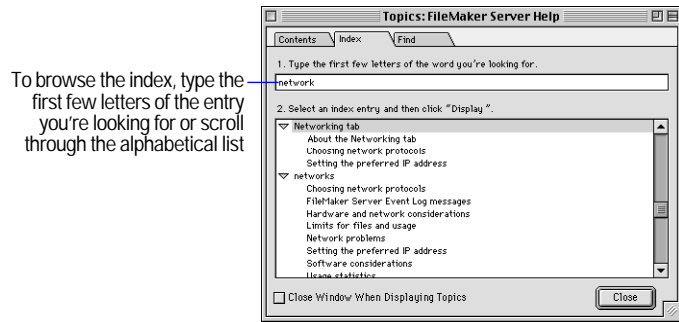 Topics: FileMaker Server Help
Contents Index Find
1. Type the first few letters of the word you're looking for.
To browse the index, type the
first few letters of the entry
you're looking for or scroll
through the alphabetical list
network
2. Select an index entry and then click "Display".
Networking tab
About the Networking tab
Choosing network protocols
Setting the preferred IP address
networks
Choosing network protocols
FileMaker Server Event Log messages
Hardware and network considerations
Limits for files and usage
Network problems
Setting the preferred IP address
Software considerations
Usage statistics
Close Window When Displaying Topics
Close